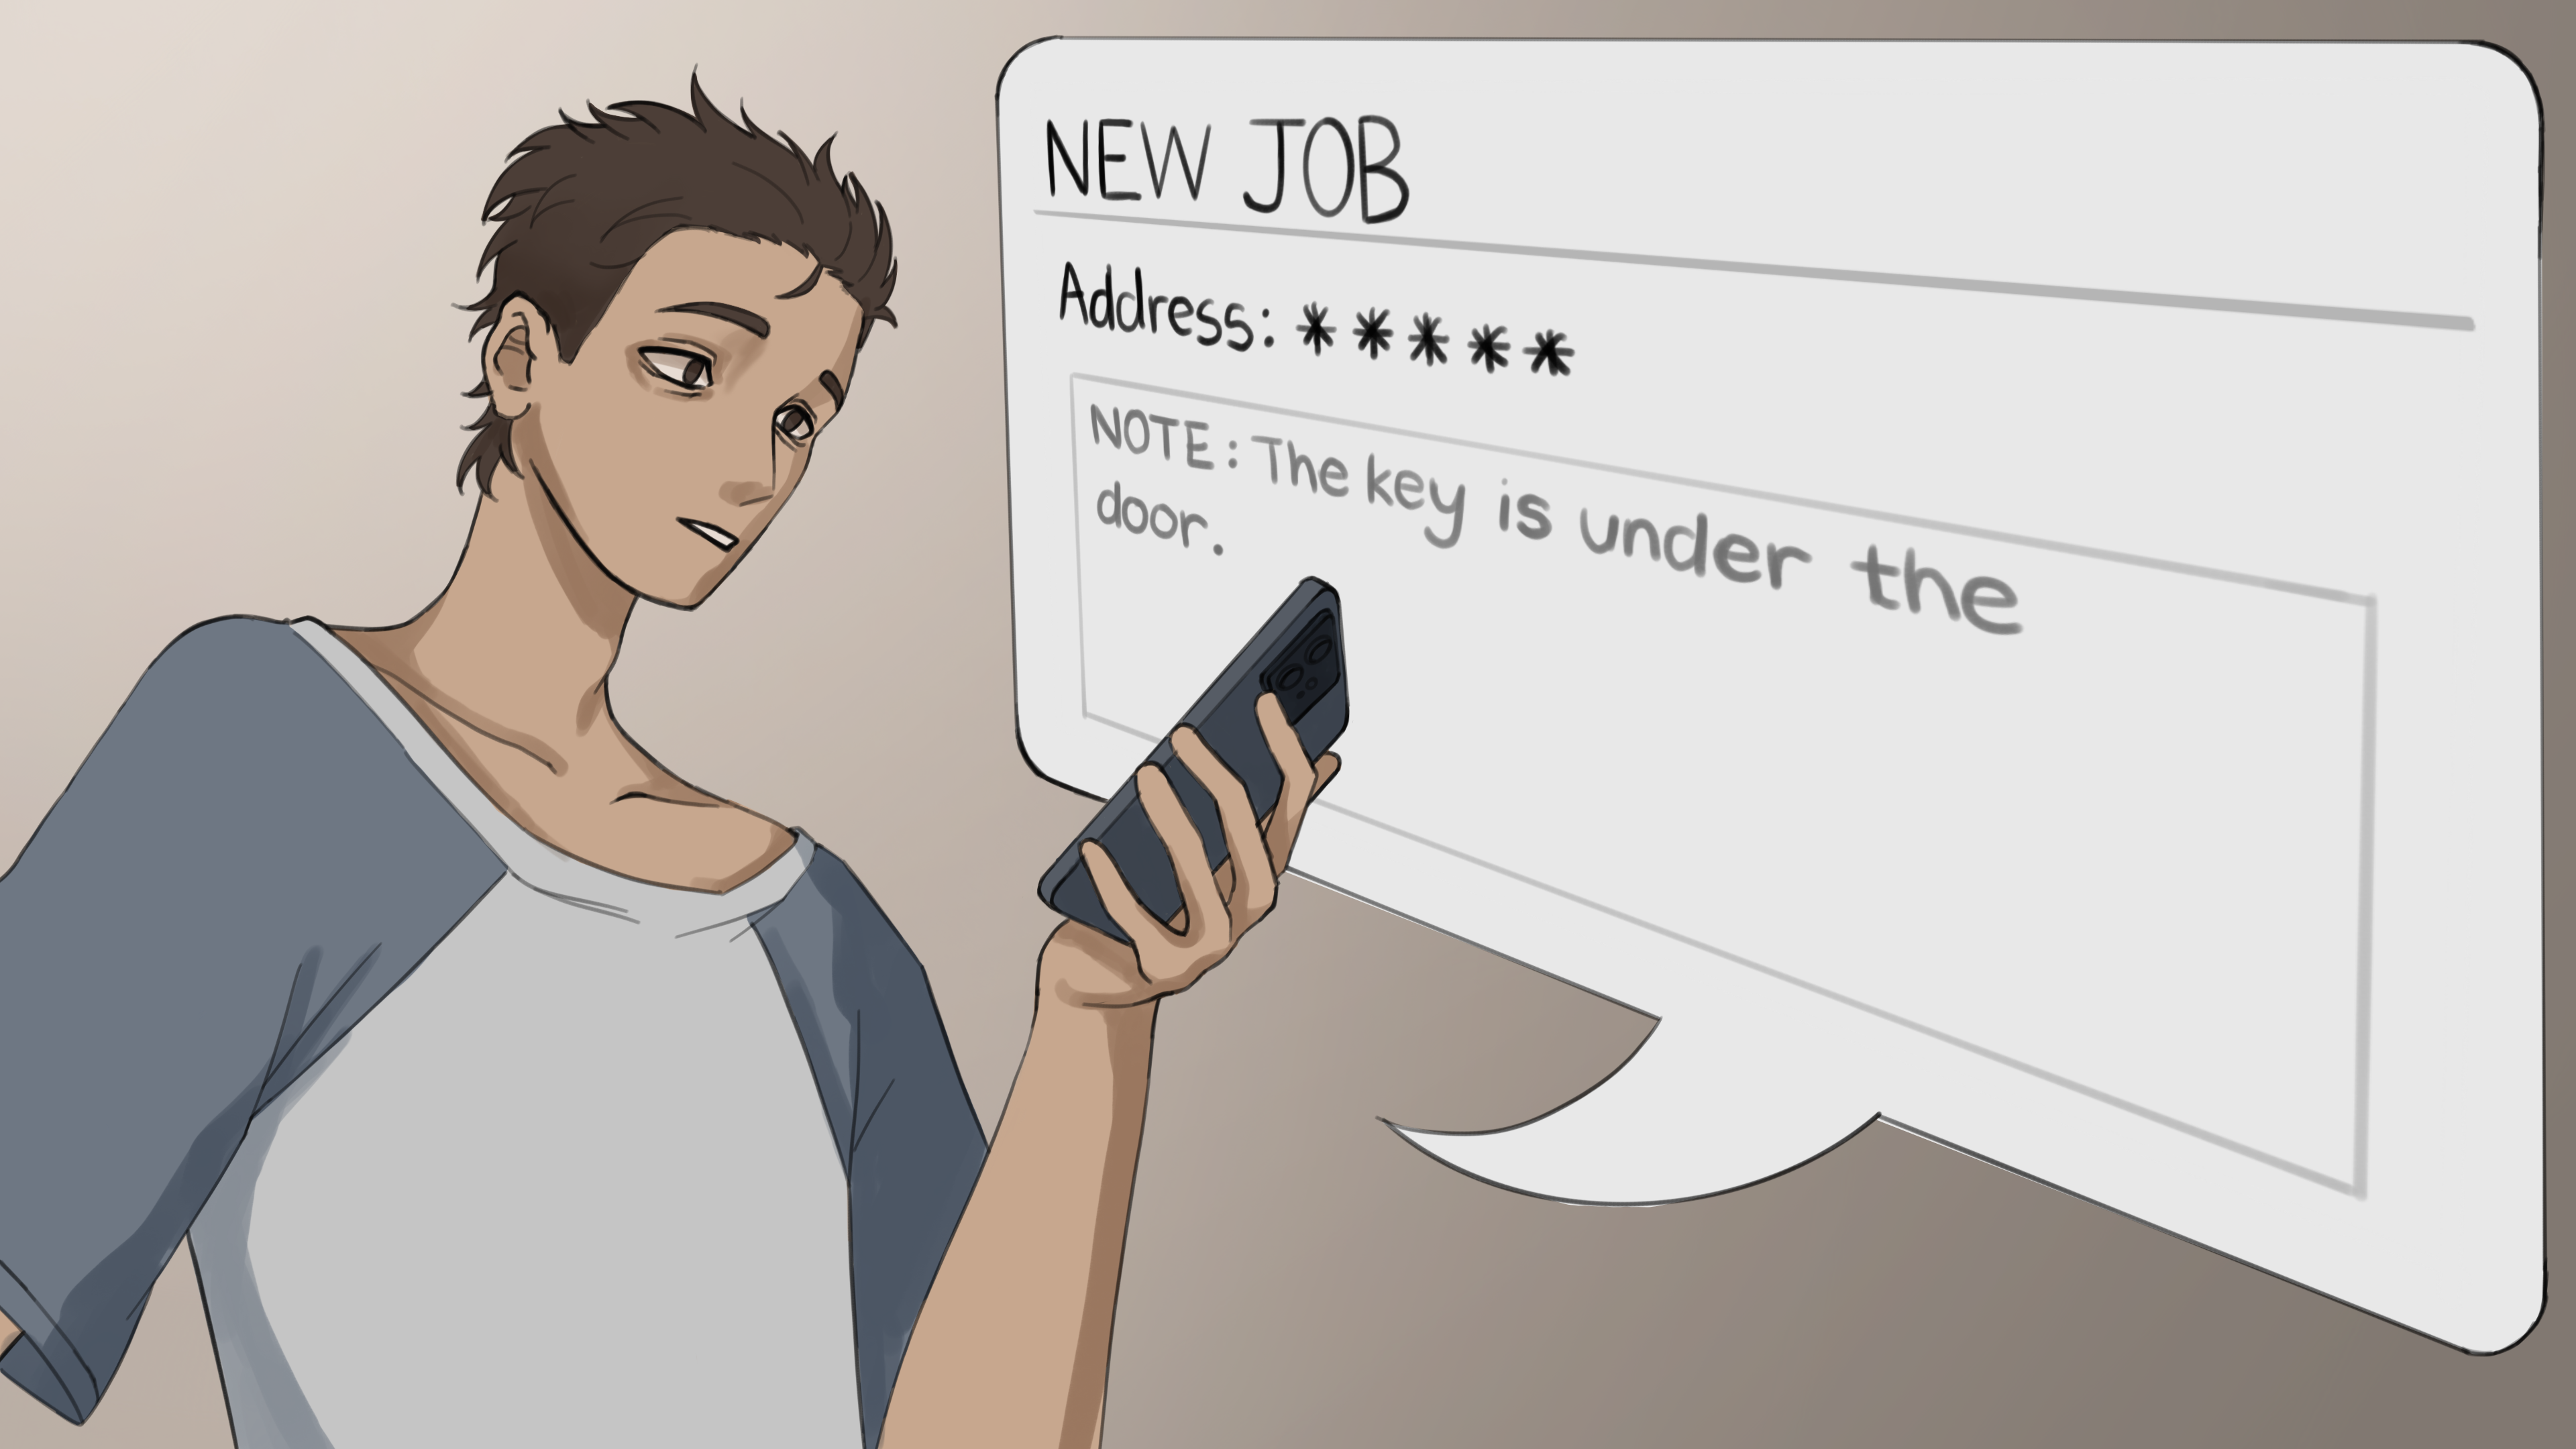 NEW JOB
Address: *****
NOTE: The key is under the
door.